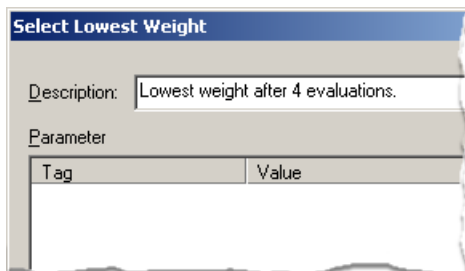 Select Lowest Weight
Description: Lowest weight after 4 evaluations.
Parameter
Tag Value